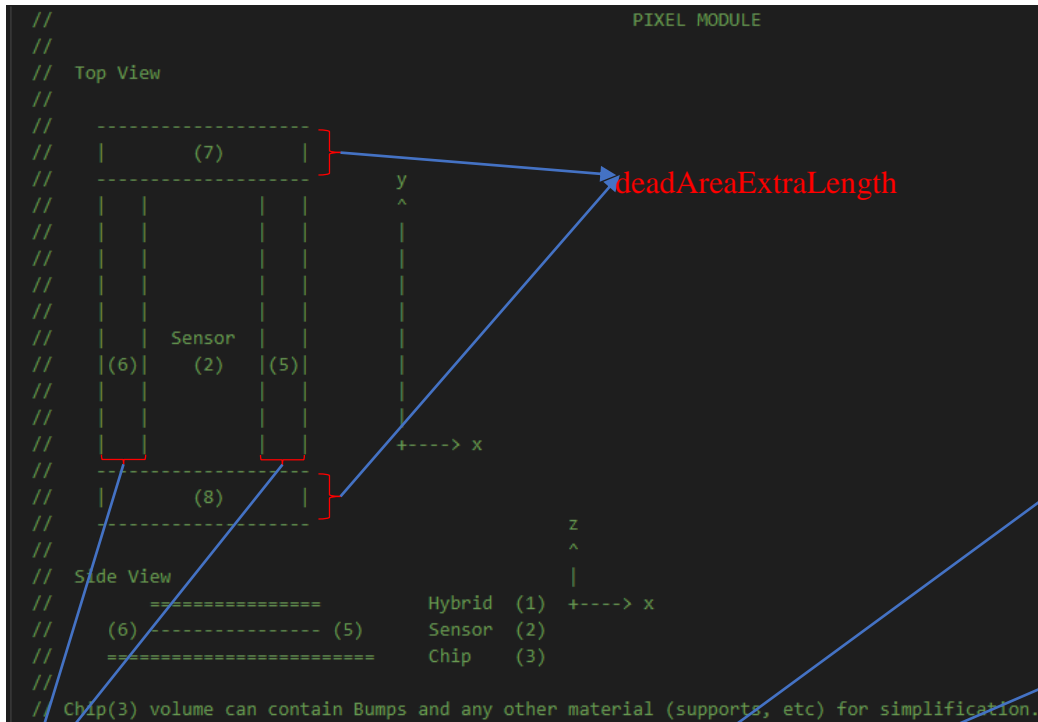 //                                                       PIXEL MODULE
//
//  Top View
//
//    --------------------
//    |        (7)       |
//    --------------------        y
//    |   |          |   |        ^
//    |   |          |   |        |
//    |   |          |   |        |
//    |   |          |   |        |
//    |   |          |   |        |
//    |   |  Sensor  |   |        |
//    |(6)|    (2)   |(5)|        |
//    |   |          |   |        |
//    |   |          |   |        |
//    |   |          |   |        +----> x
//    --------------------
//    |        (8)       |
//    --------------------                        z
//                                                ^
//  Side View                                     |
//         ================          Hybrid  (1)  +----> x
//     (6) ---------------- (5)      Sensor  (2)
//     =========================     Chip    (3)
//
// Chip(3) volume can contain Bumps and any other material (supports, etc) for simplification.
deadAreaExtraLength